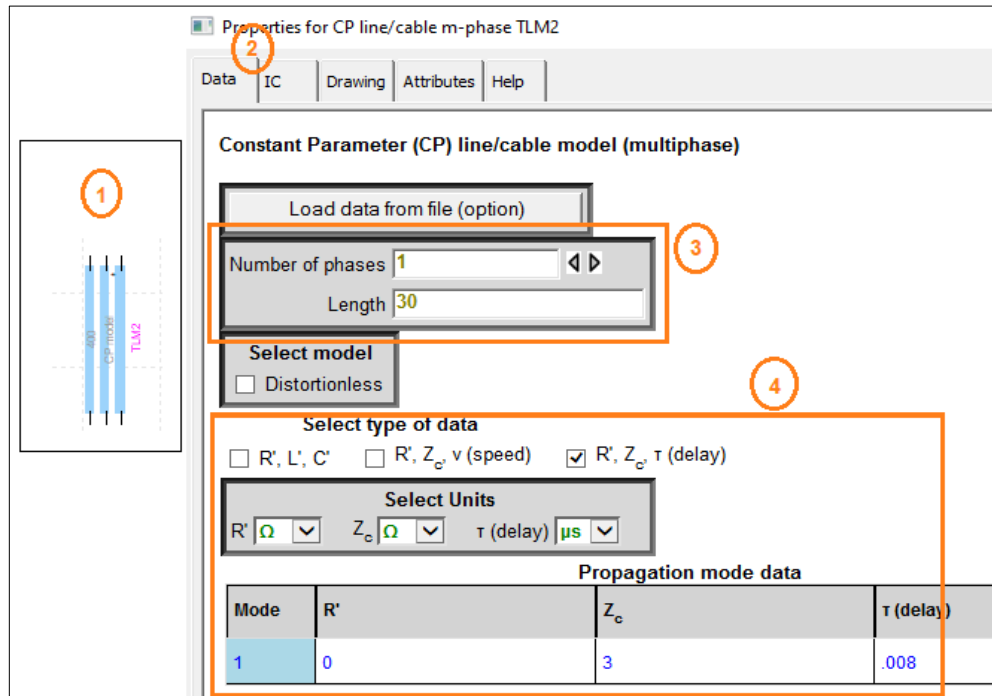 Properties for CP line/cable m-phase TLM2
2
Data IC Drawing Attributes Help
Constant Parameter (CP) line/cable model (multiphase)
1
Load data from file (option)
3
Number of phases 1
Length 30
400
CP model
TLM2
Select model
Distortionless
4
Select type of data
R', L', C' R', Zc, v (speed) R', Zc, τ (delay)
Select Units
R' Ω Zc Ω τ (delay) µs
Propagation mode data
Mode R' Zc τ (delay)
1 0 3 .008